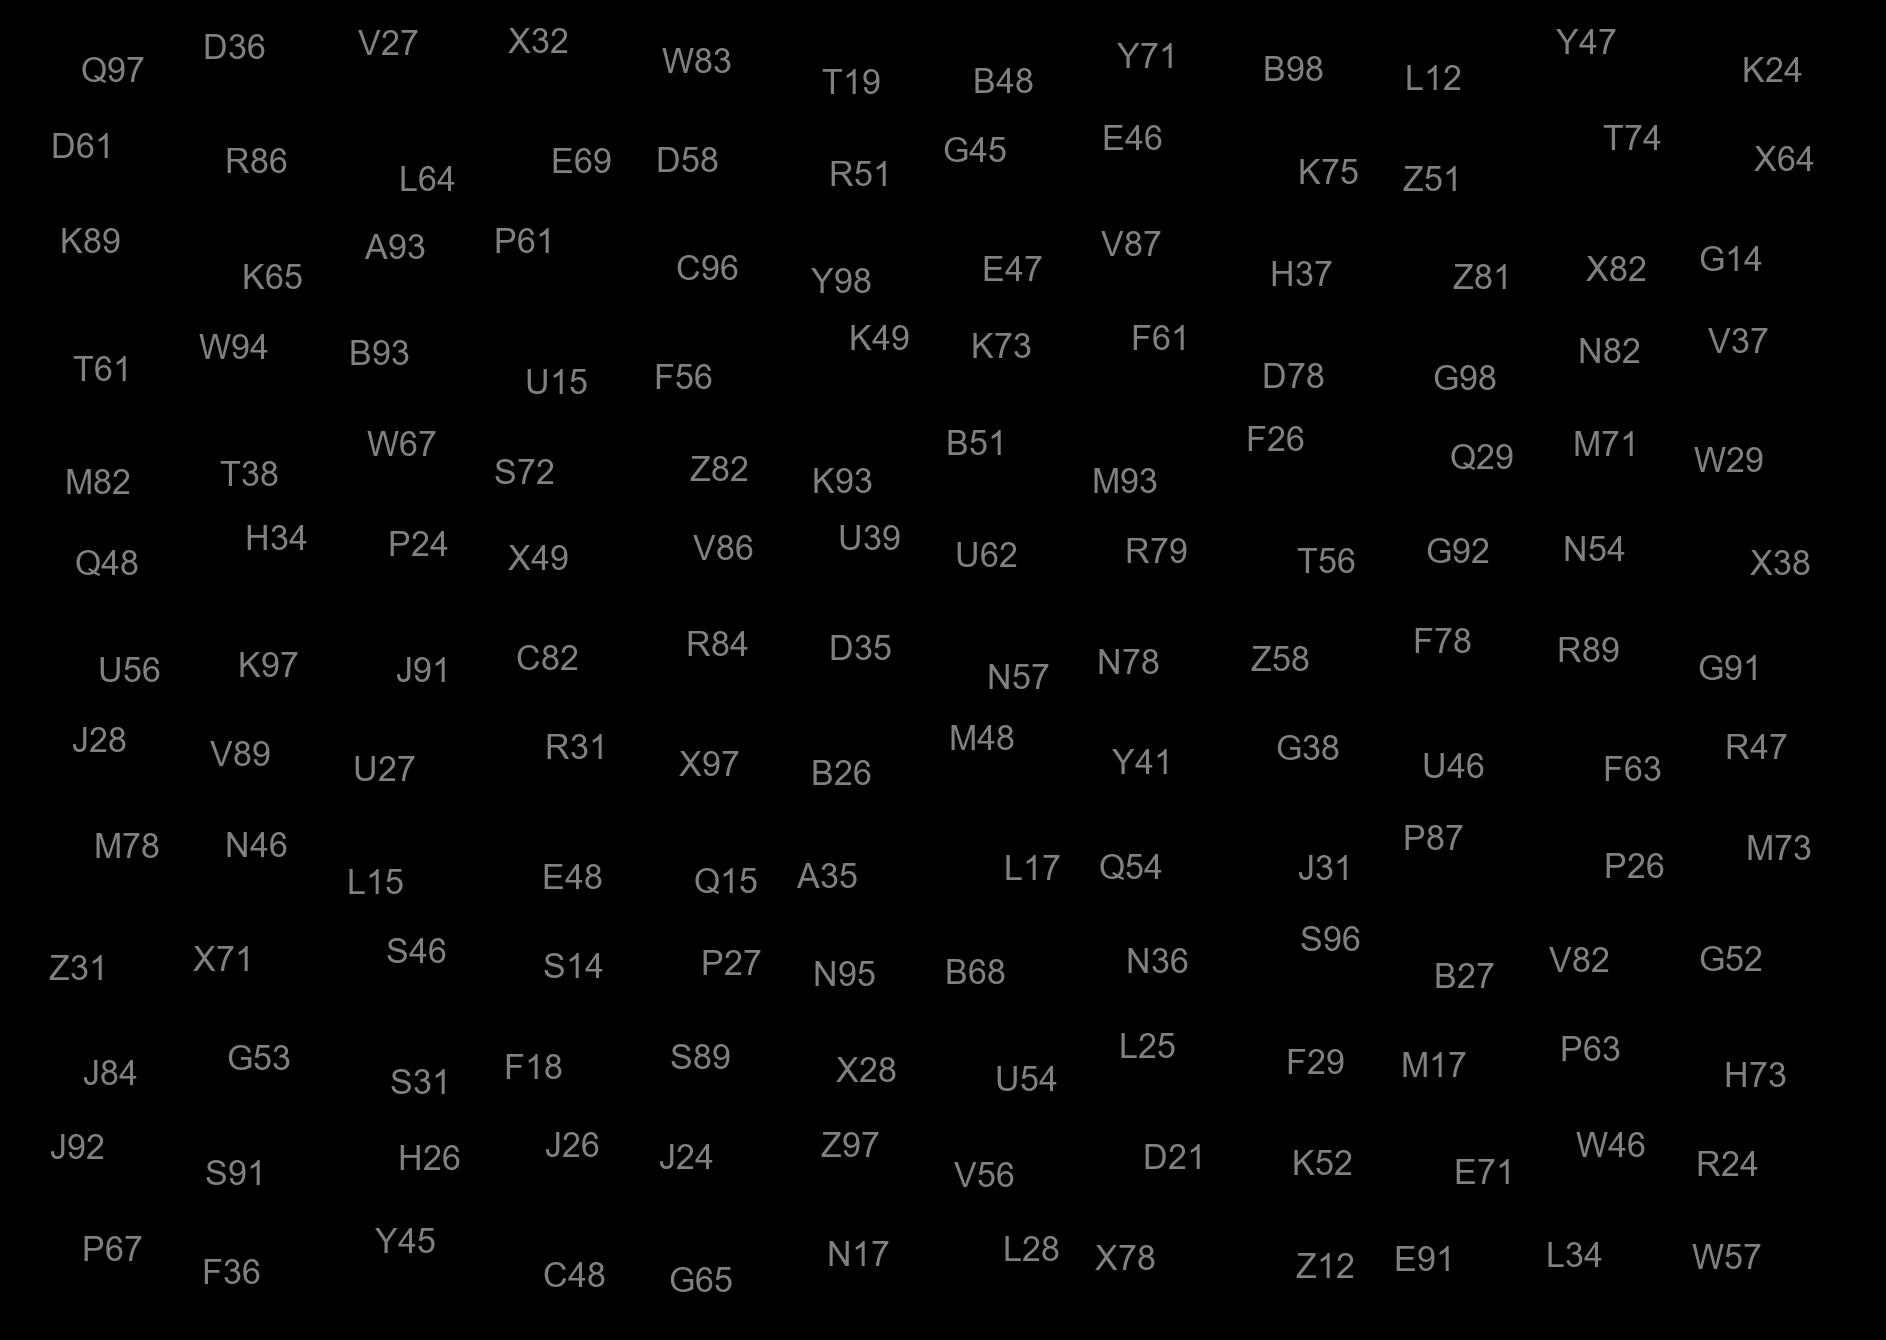 Q97 D36 V27 X32 W83 T19 B48 Y71 B98 L12 Y47 K24
D61 R86 L64 E69 D58 R51 G45 E46 K75 Z51 T74 X64
K89 K65 A93 P61 C96 Y98 E47 V87 H37 Z81 X82 G14
T61 W94 B93 U15 F56 K49 K73 F61 D78 G98 N82 V37
M82 T38 W67 S72 Z82 K93 B51 M93 F26 Q29 M71 W29
Q48 H34 P24 X49 V86 U39 U62 R79 T56 G92 N54 X38
U56 K97 J91 C82 R84 D35 N57 N78 Z58 F78 R89 G91
J28 V89 U27 R31 X97 B26 M48 Y41 G38 U46 F63 R47
M78 N46 L15 E48 Q15 A35 L17 Q54 J31 P87 P26 M73
Z31 X71 S46 S14 P27 N95 B68 N36 S96 B27 V82 G52
J84 G53 S31 F18 S89 X28 U54 L25 F29 M17 P63 H73
J92 S91 H26 J26 J24 Z97 V56 D21 K52 E71 W46 R24
P67 F36 Y45 C48 G65 N17 L28 X78 Z12 E91 L34 W57